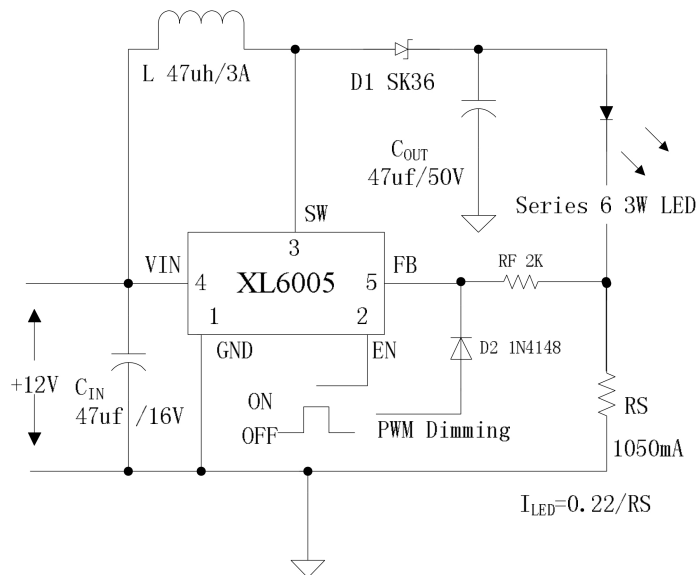 L 47uh/3A
D1 SK36
C_OUT
47uf/50V
Series 6 3W LED
SW
3
VIN
4
XL6005
5
FB
RF 2K
1
2
GND
EN
D2 1N4148
+12V
C_IN
47uf /16V
ON
OFF
PWM Dimming
RS
1050mA
I_LED=0.22/RS